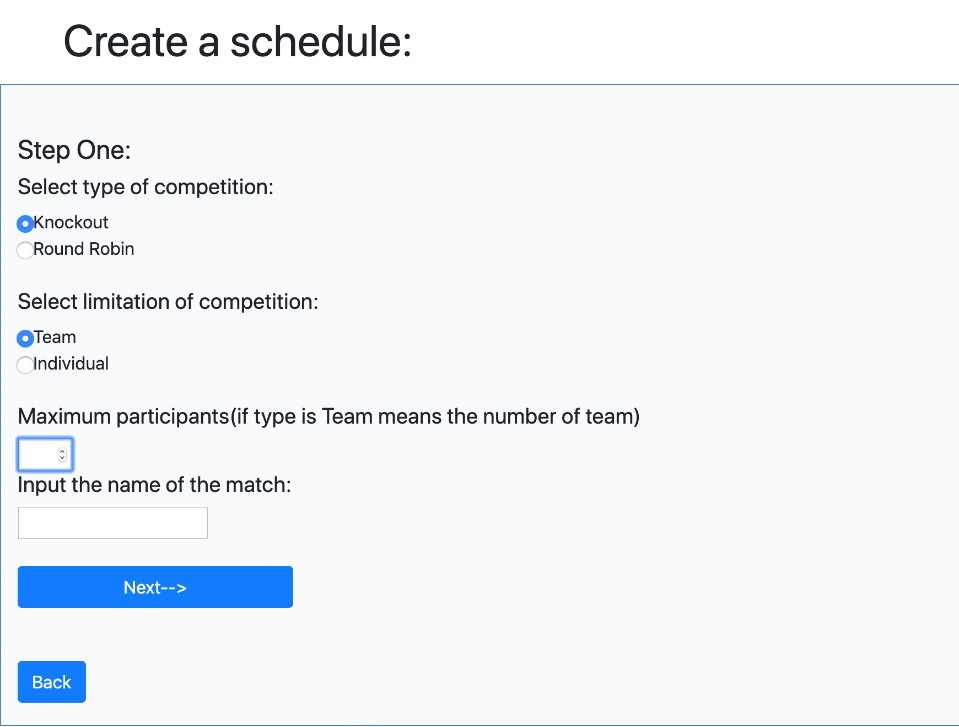 Create a schedule:
Step One:
Select type of competition:
Knockout
Round Robin
Select limitation of competition:
Team
Individual
Maximum participants(if type is Team means the number of team)
Input the name of the match:
Next-->
Back